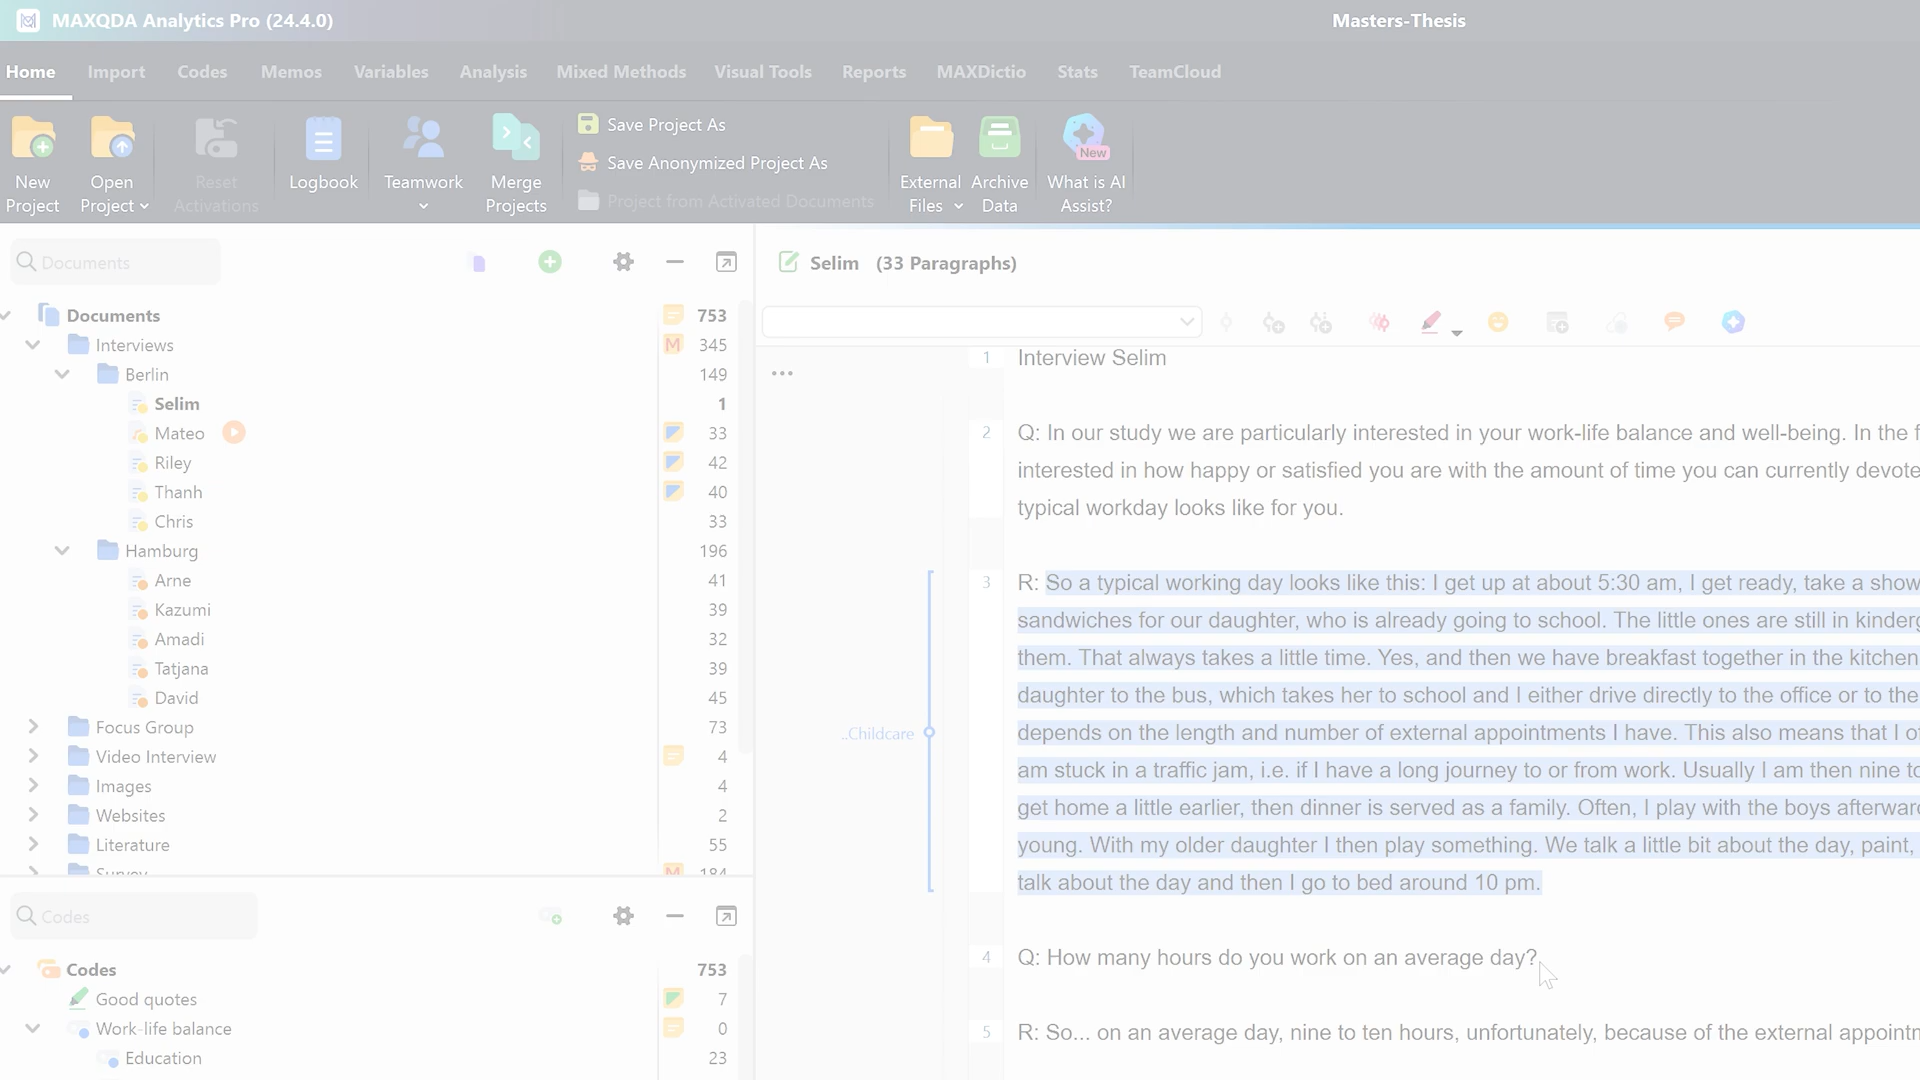 MAXQDA Analytics Pro (24.4.0)
Masters-Thesis
Home Import Codes Memos Variables Analysis Mixed Methods Visual Tools Reports MAXDictio Stats TeamCloud
New Project
Open Project
Reset Activations
Logbook
Teamwork
Merge Projects
Save Project As
Save Anonymized Project As
Project from Activated Documents
External Files
Archive Data
New
What is AI Assist?
Documents
Documents 753
Interviews M 345
Berlin 149
Selim 1
Mateo 33
Riley 42
Thanh 40
Chris 33
Hamburg 196
Arne 41
Kazumi 39
Amadi 32
Tatjana 39
David 45
Focus Group 73
Video Interview 4
Images 4
Websites 2
Literature 55
Survey M 184
Codes
Codes 753
Good quotes 7
Work-life balance 0
Education 23
Selim (33 Paragraphs)
1 Interview Selim
2 Q: In our study we are particularly interested in your work-life balance and well-being. In the
interested in how happy or satisfied you are with the amount of time you can currently devote
typical workday looks like for you.
..Childcare
3 R: So a typical working day looks like this: I get up at about 5:30 am, I get ready, take a show
sandwiches for our daughter, who is already going to school. The little ones are still in kinderg
them. That always takes a little time. Yes, and then we have breakfast together in the kitchen
daughter to the bus, which takes her to school and I either drive directly to the office or to the
depends on the length and number of external appointments I have. This also means that I
am stuck in a traffic jam, i.e. if I have a long journey to or from work. Usually I am then nine
get home a little earlier, then dinner is served as a family. Often, I play with the boys afterwar
young. With my older daughter I then play something. We talk a little bit about the day, paint,
talk about the day and then I go to bed around 10 pm.
4 Q: How many hours do you work on an average day?
5 R: So... on an average day, nine to ten hours, unfortunately, because of the external appoint